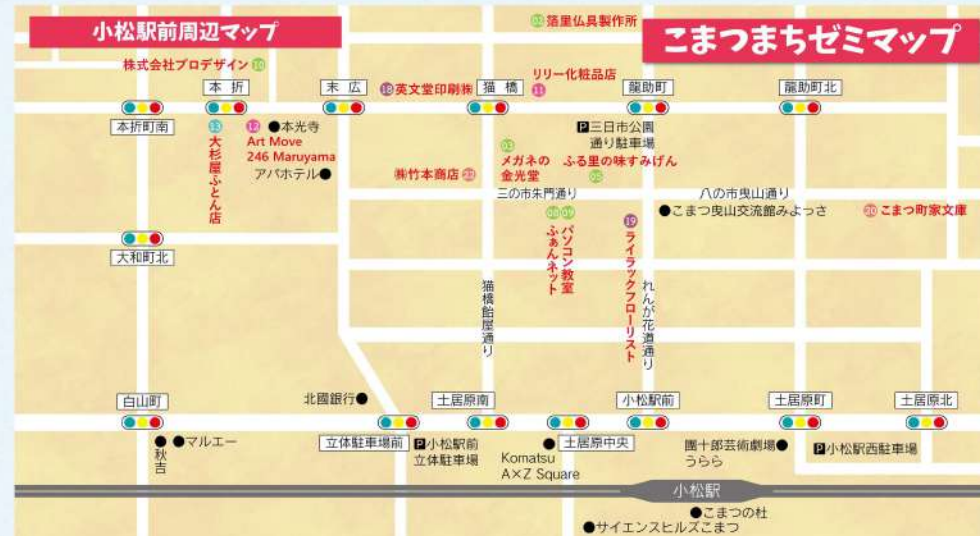 小松駅前周辺マップ
こまつまちゼミマップ
02 箔里仏具製作所
株式会社プロデザイン 10
本折
末広
18 英文堂印刷㈱
猫橋
リリー化粧品店
11
龍助町
龍助町北
本折町南
13 大杉屋ふとん店
12 ●本光寺
Art Move
246 Maruyama
アパホテル●
P三日市公園
通り駐車場
03
メガネの
金光堂
ふる里の味すみげん
05
㈱竹本商店 22
三の市朱門通り
八の市曳山通り
●こまつ曳山交流館みよっさ
20 こまつ町家文庫
08 09
パソコン教室
ふぁんネット
19
ライラックフローリスト
大和町北
猫橋飴屋通り
れんが花道通り
白山町
北國銀行●
土居原南
小松駅前
土居原町
土居原北
●秋吉
●マルエー
立体駐車場前
P小松駅前
立体駐車場
●
土居原中央
Komatsu
A×Z Square
團十郎芸術劇場●
うらら
P小松駅西駐車場
小松駅
●こまつの杜
●サイエンスヒルズこまつ